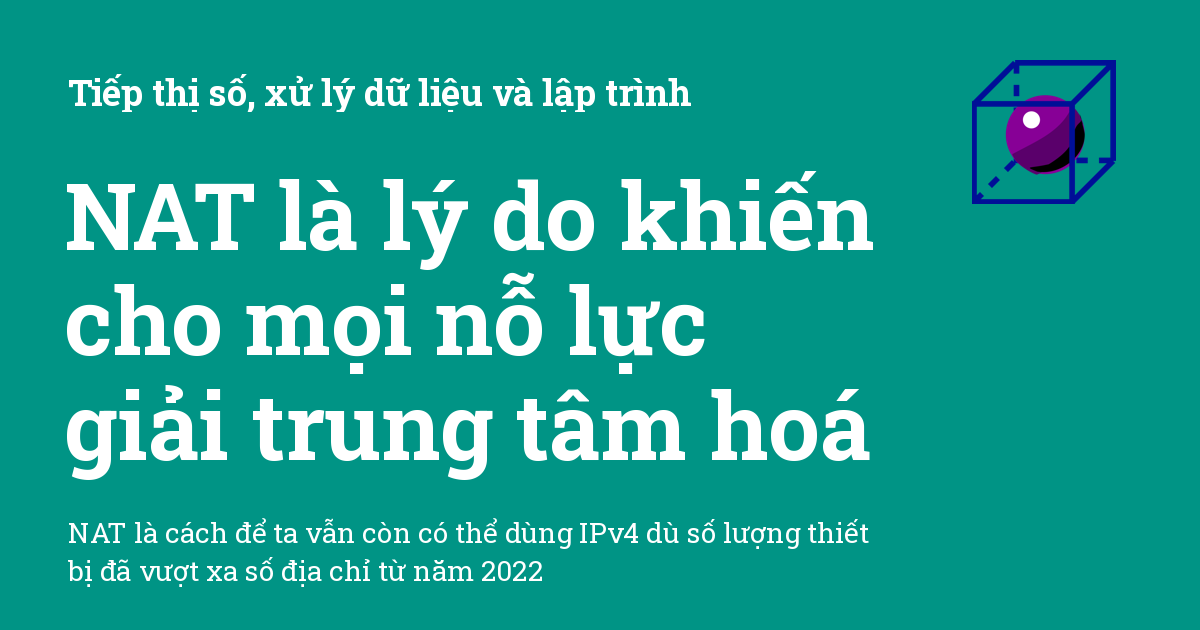 Tiếp thị số, xử lý dữ liệu và lập trình
NAT là lý do khiến
cho mọi nỗ lực
giải trung tâm hoá
NAT là cách để ta vẫn còn có thể dùng IPv4 dù số lượng thiết
bị đã vượt xa số địa chỉ từ năm 2022